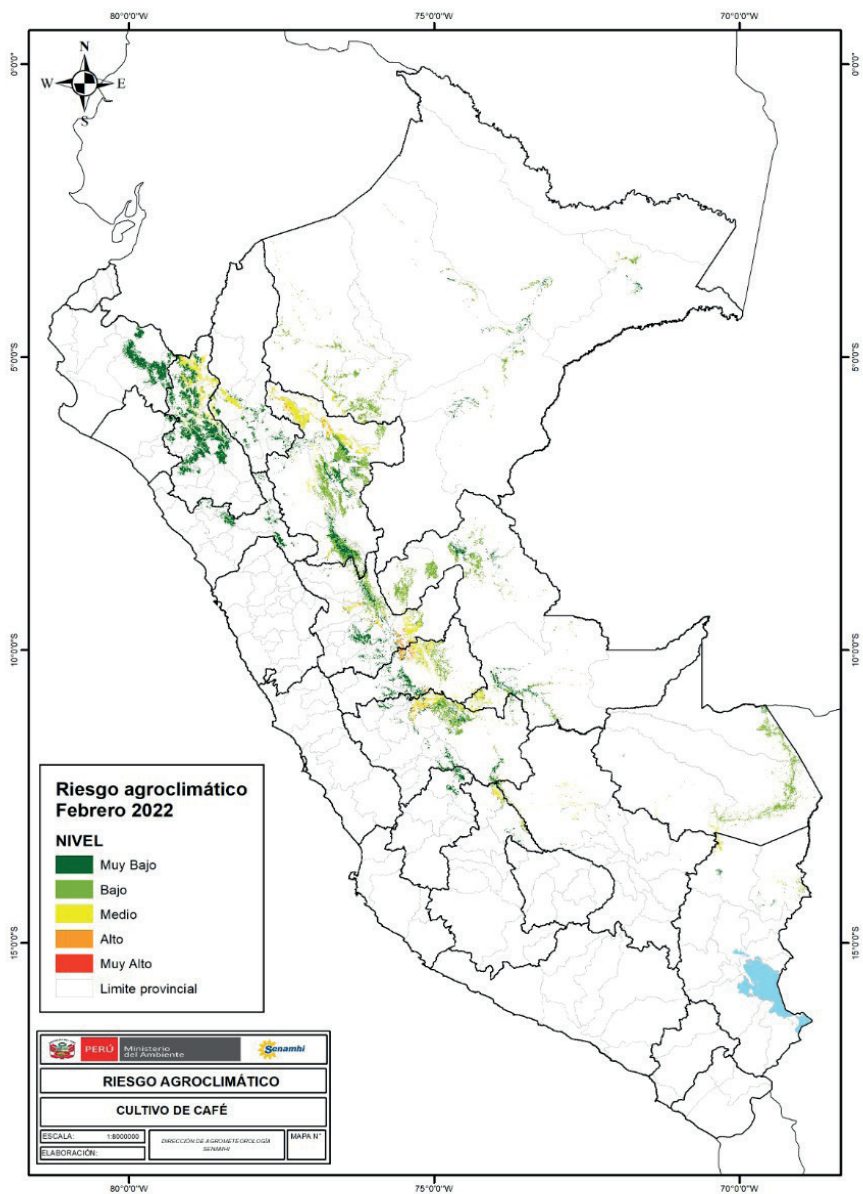 80°0'0"W 75°0'0"W 70°0'0"W
N
W E
S
0°0'0" 0°0'0"
5°0'0"S 5°0'0"S
10°0'0"S 10°0'0"S
15°0'0"S 15°0'0"S
Riesgo agroclimático
Febrero 2022
NIVEL
Muy Bajo
Bajo
Medio
Alto
Muy Alto
Limite provincial
PERÚ
Ministerio
del Ambiente
Senamhi
RIESGO AGROCLIMÁTICO
CULTIVO DE CAFÉ
ESCALA: 1:8000000
ELABORACIÓN:
DIRECCIÓN DE AGROMETEOROLOGÍA
SENAMHI
MAPA N°
80°0'0"W 75°0'0"W 70°0'0"W